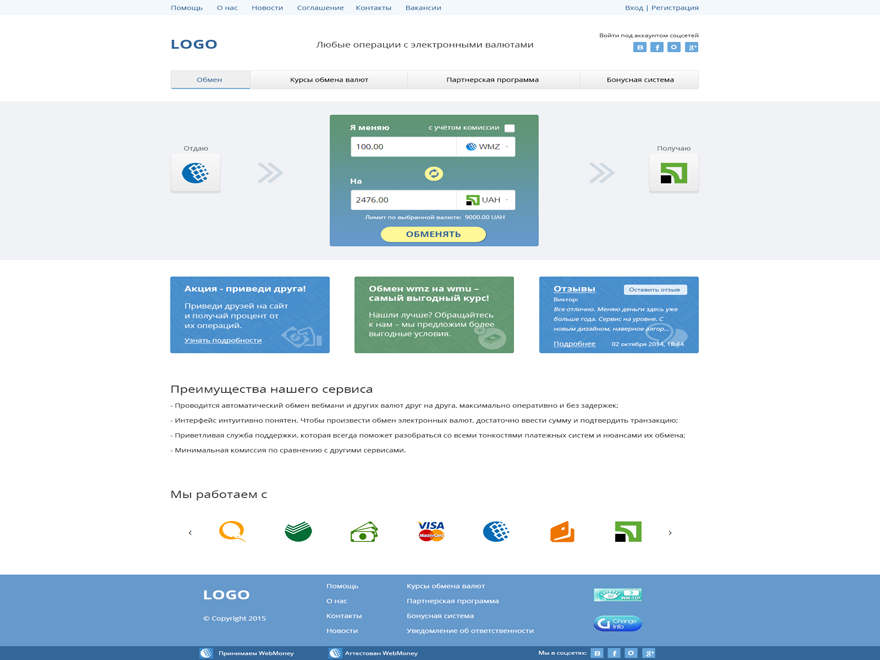 Помощь О нас Новости Соглашение Контакты Вакансии Вход | Регистрация
Войти под аккаунтом соцсетей
LOGO Любые операции с электронными валютами
Обмен Курсы обмена валют Партнерская программа Бонусная система
Я меняю с учётом комиссии
100.00 WMZ
Отдаю
Получаю
На
2476.00 UAH
Лимит по выбранной валюте: 9000.00 UAH
ОБМЕНЯТЬ
Акция - приведи друга!
Приведи друзей на сайт
и получай процент от
их операций.
Узнать подробности
Обмен wmz на wmu –
самый выгодный курс!
Нашли лучше? Обращайтесь
к нам – мы предложим более
выгодные условия.
Отзывы Оставить отзыв
Виктор:
Все отлично. Меняю деньги здесь уже
больше года. Сервис на уровне. С
новым дизайном, наверное алгор...
Подробнее 02 октября 2014, 18:44
Преимущества нашего сервиса
- Проводится автоматический обмен вебмани и других валют друг на друга, максимально оперативно и без задержек;
- Интерфейс интуитивно понятен. Чтобы произвести обмен электронных валют, достаточно ввести сумму и подтвердить транзакцию;
- Приветливая служба поддержки, которая всегда поможет разобраться со всеми тонкостями платежных систем и нюансами их обмена;
- Минимальная комиссия по сравнению с другими сервисами.
Мы работаем с
VISA
MasterCard
LOGO
© Copyright 2015
Помощь
О нас
Контакты
Новости
Курсы обмена валют
Партнерская программа
Бонусная система
Уведомление об ответственности
Change
Info
Принимаем WebMoney Аттестован WebMoney Мы в соцсетях: